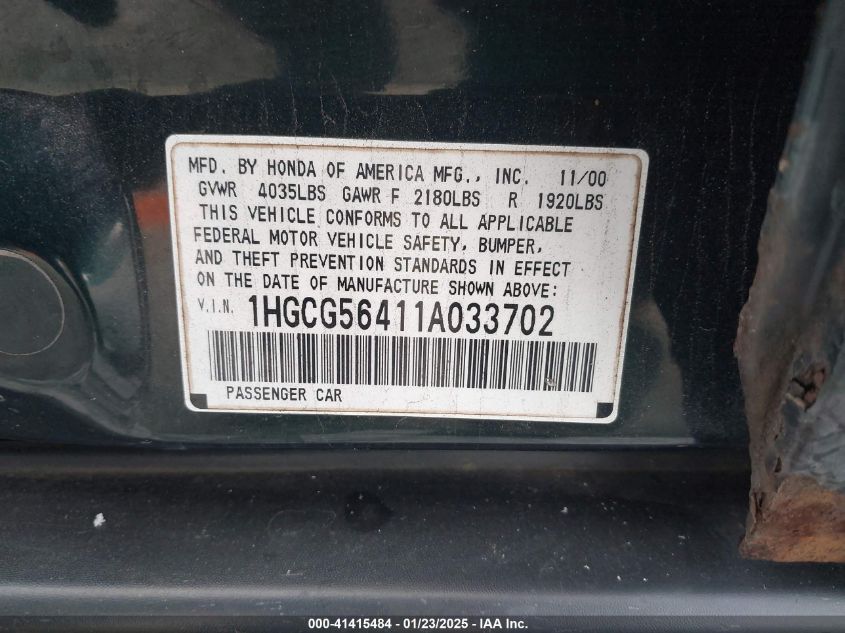 MFD. BY HONDA OF AMERICA MFG., INC. 11/00
GVWR 4035LBS GAWR F 2180LBS R 1920LBS
THIS VEHICLE CONFORMS TO ALL APPLICABLE
FEDERAL MOTOR VEHICLE SAFETY, BUMPER,
AND THEFT PREVENTION STANDARDS IN EFFECT
ON THE DATE OF MANUFACTURE SHOWN ABOVE:
V.I.N. 1HGCG56411A033702
PASSENGER CAR
000-41415484 - 01/23/2025 - IAA Inc.